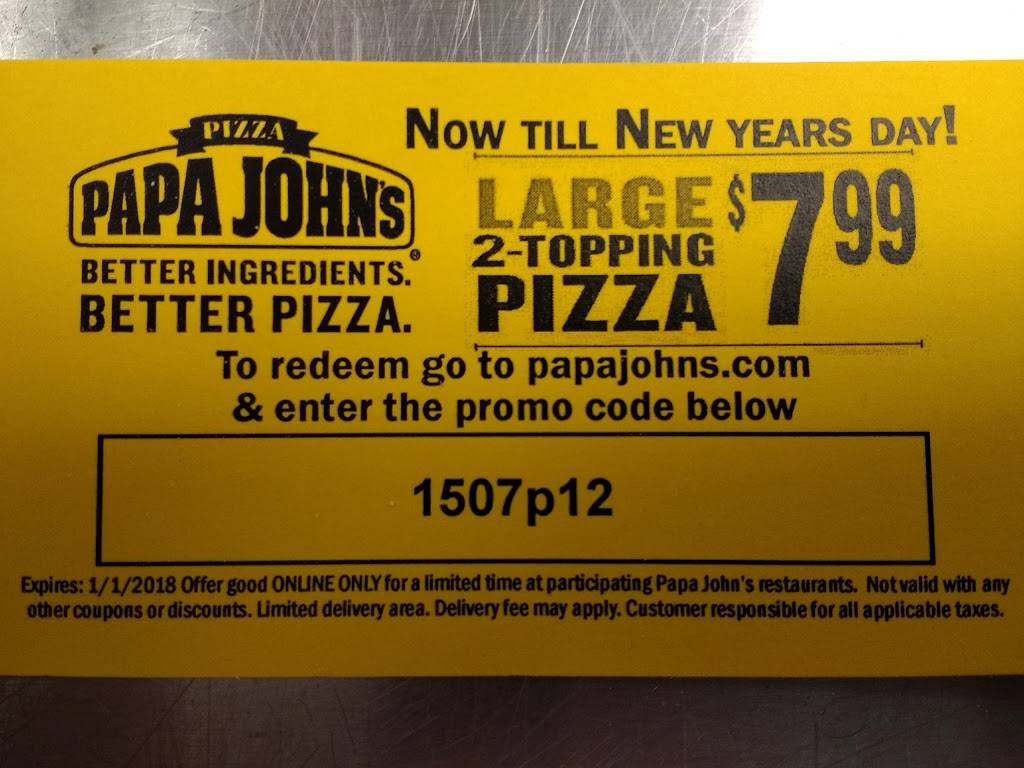 PIZZA
PAPA JOHN'S
BETTER INGREDIENTS.®
BETTER PIZZA.
NOW TILL NEW YEARS DAY!
LARGE
2-TOPPING
PIZZA
$799
To redeem go to papajohns.com
& enter the promo code below
1507p12
Expires: 1/1/2018 Offer good ONLINE ONLY for a limited time at participating Papa John's restaurants. Not valid with any
other coupons or discounts. Limited delivery area. Delivery fee may apply. Customer responsible for all applicable taxes.